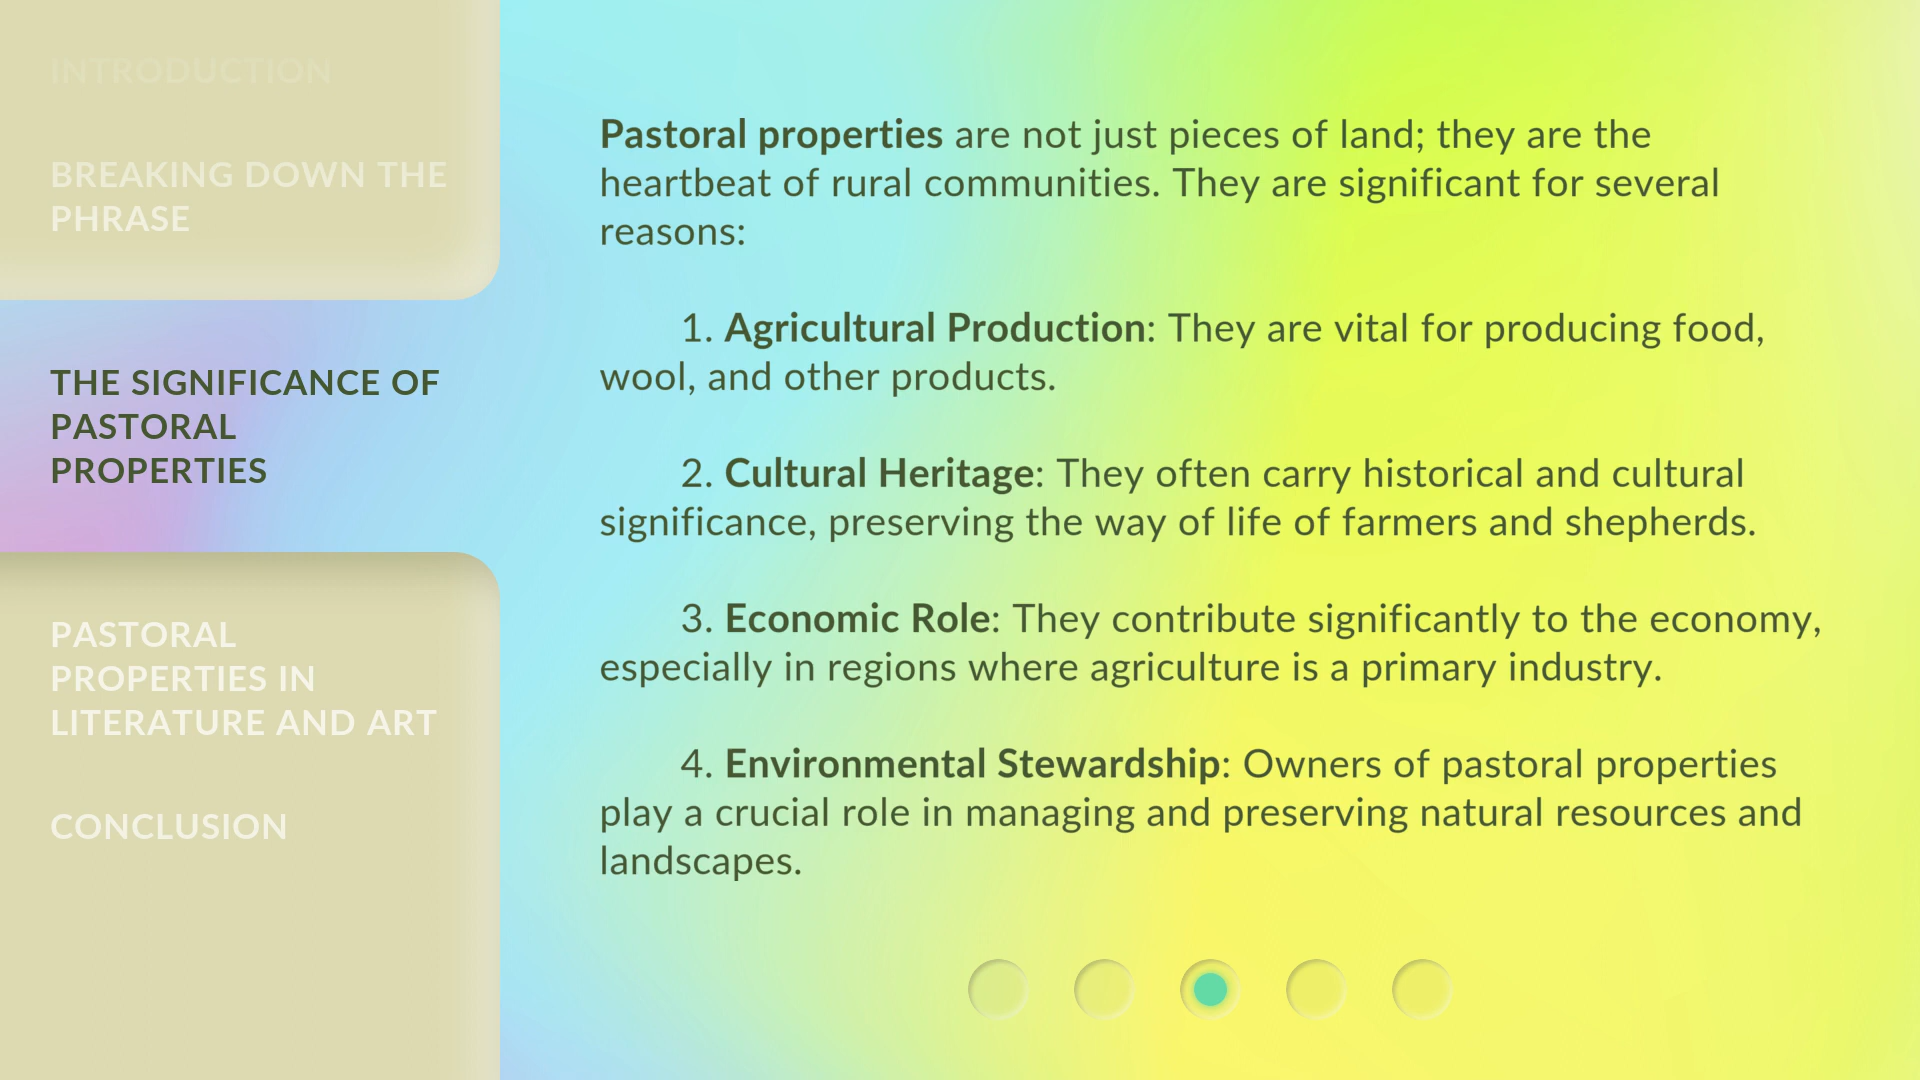 INTRODUCTION
BREAKING DOWN THE
PHRASE
THE SIGNIFICANCE OF
PASTORAL
PROPERTIES
PASTORAL
PROPERTIES IN
LITERATURE AND ART
CONCLUSION
Pastoral properties are not just pieces of land; they are the
heartbeat of rural communities. They are significant for several
reasons:
1. Agricultural Production: They are vital for producing food,
wool, and other products.
2. Cultural Heritage: They often carry historical and cultural
significance, preserving the way of life of farmers and shepherds.
3. Economic Role: They contribute significantly to the economy,
especially in regions where agriculture is a primary industry.
4. Environmental Stewardship: Owners of pastoral properties
play a crucial role in managing and preserving natural resources and
landscapes.